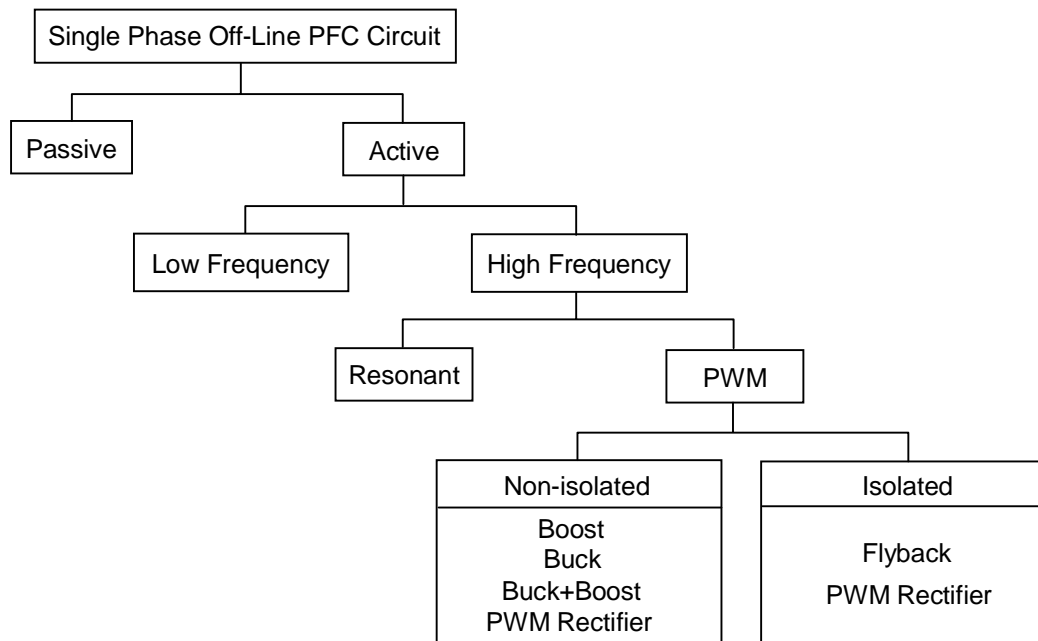 Single Phase Off-Line PFC Circuit
Passive
Active
Low Frequency
High Frequency
Resonant
PWM
Non-isolated
Boost
Buck
Buck+Boost
PWM Rectifier
Isolated
Flyback
PWM Rectifier